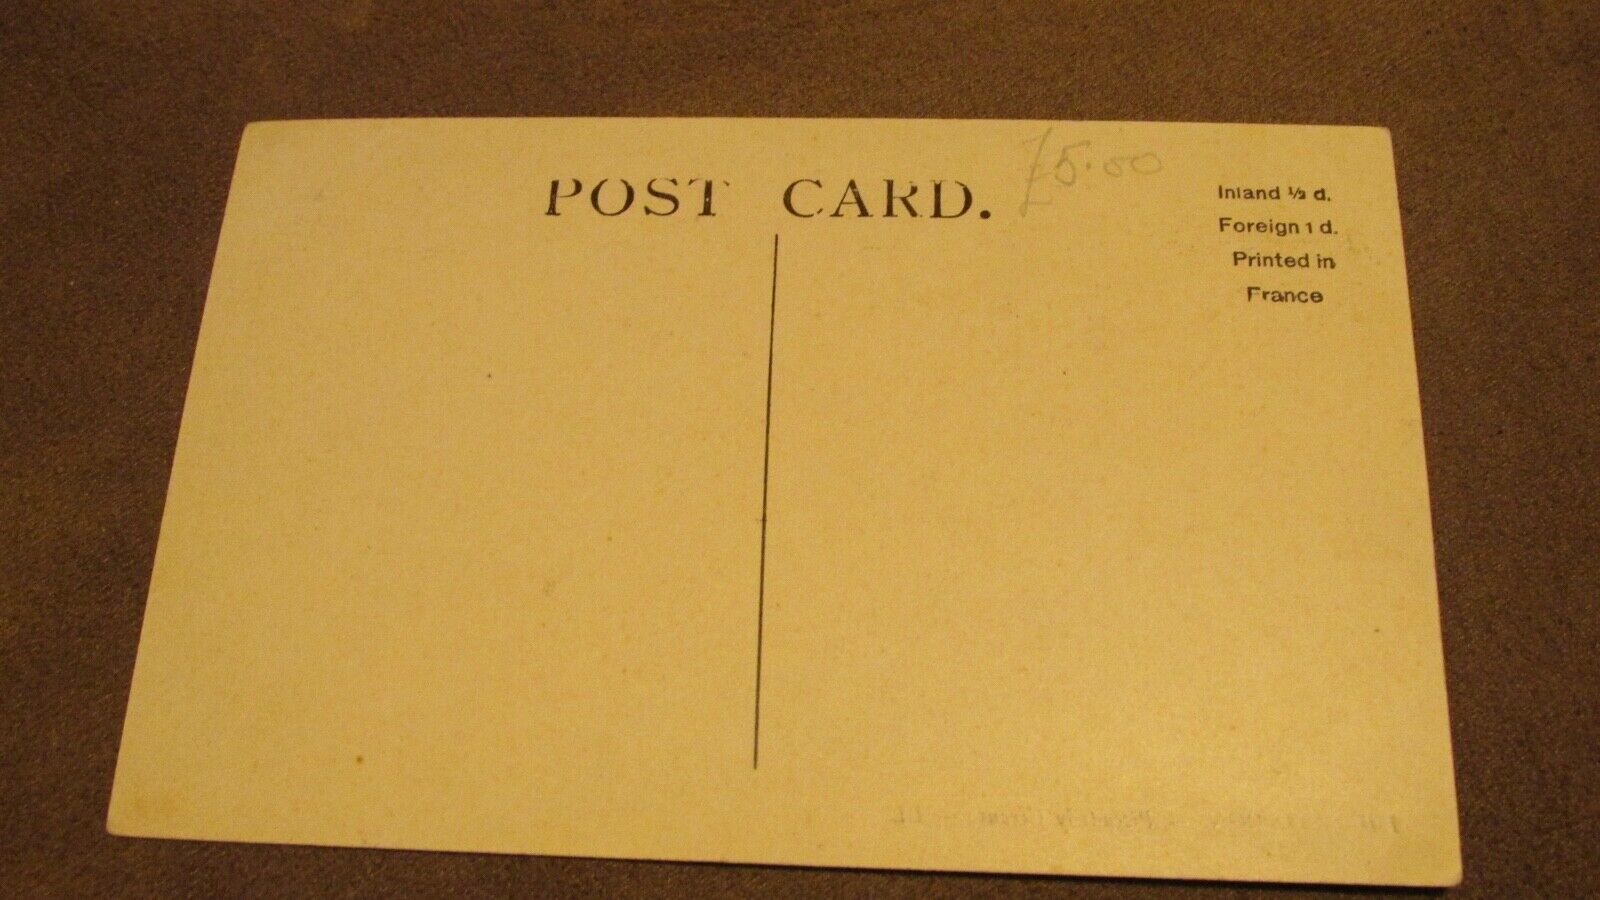 POST CARD.
£5.00
Inland ½ d.
Foreign 1 d.
Printed in
France